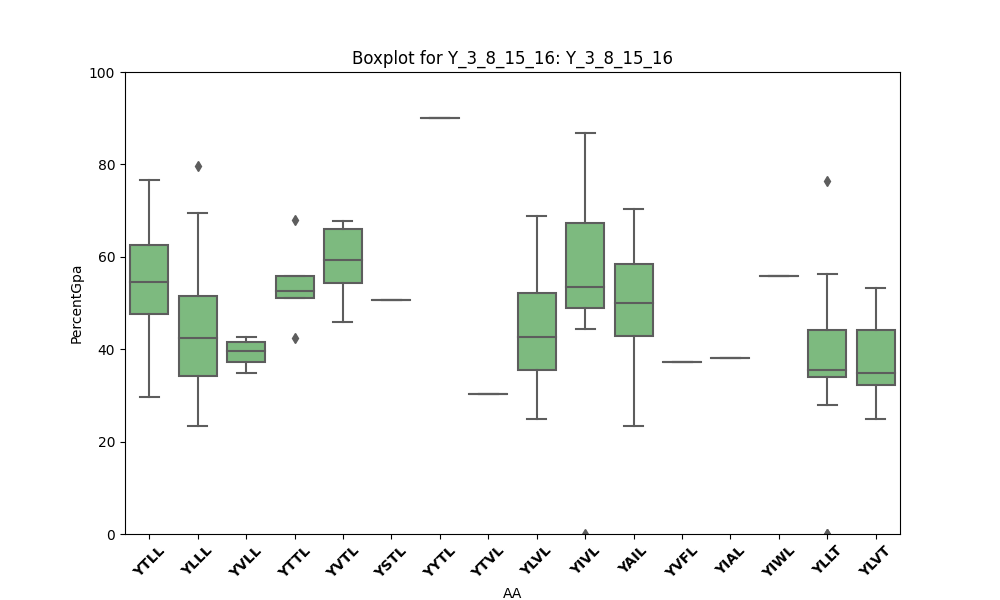 Boxplot for Y_3_8_15_16: Y_3_8_15_16
100
80
60
40
20
0
PercentGpa
YTLL YLLL YVLL YTTL YVTL YSTL YYTL YTVL YLVL YIVL YAIL YVFL YIAL YIWL YLLT YLVT
AA